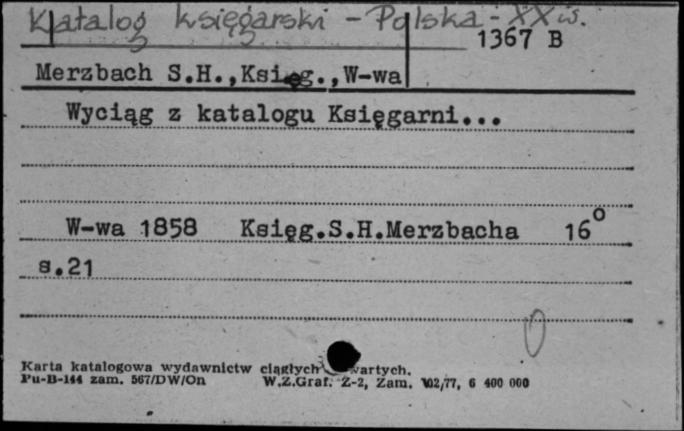 Katalog księgarski - Polska - XX w.
1367 B
Merzbach S.H.,Księg.,W-wa
Wyciąg z katalogu Księgarni...
W-wa 1858 Księg.S.H.Merzbacha 16°
s.21
Karta katalogowa wydawnictw ciągłych wartych.
Pu-B-144 zam. 567/DW/On W.Z.Graf. Z-2, Zam. 102/77, 6 400 000